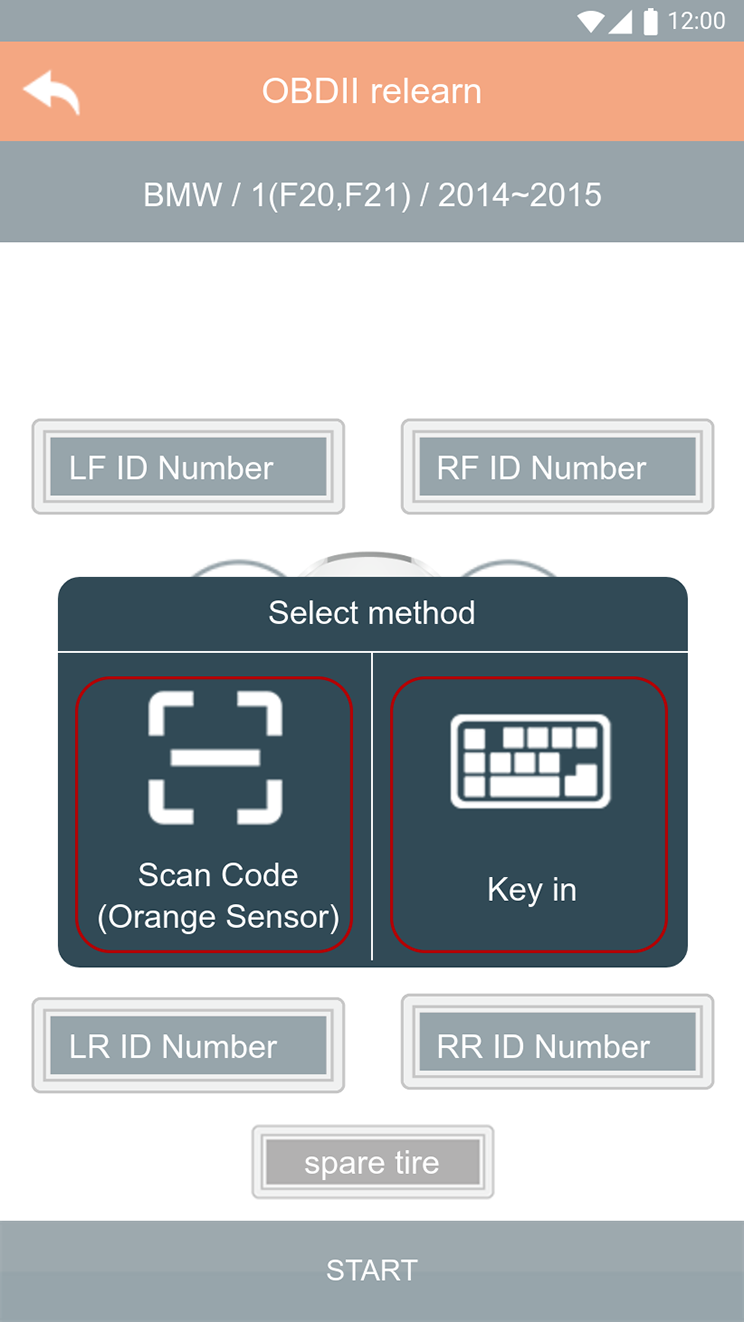 12:00
OBDII relearn
BMW / 1(F20,F21) / 2014~2015
LF ID Number
RF ID Number
Select method
Scan Code
(Orange Sensor)
Key in
LR ID Number
RR ID Number
spare tire
START